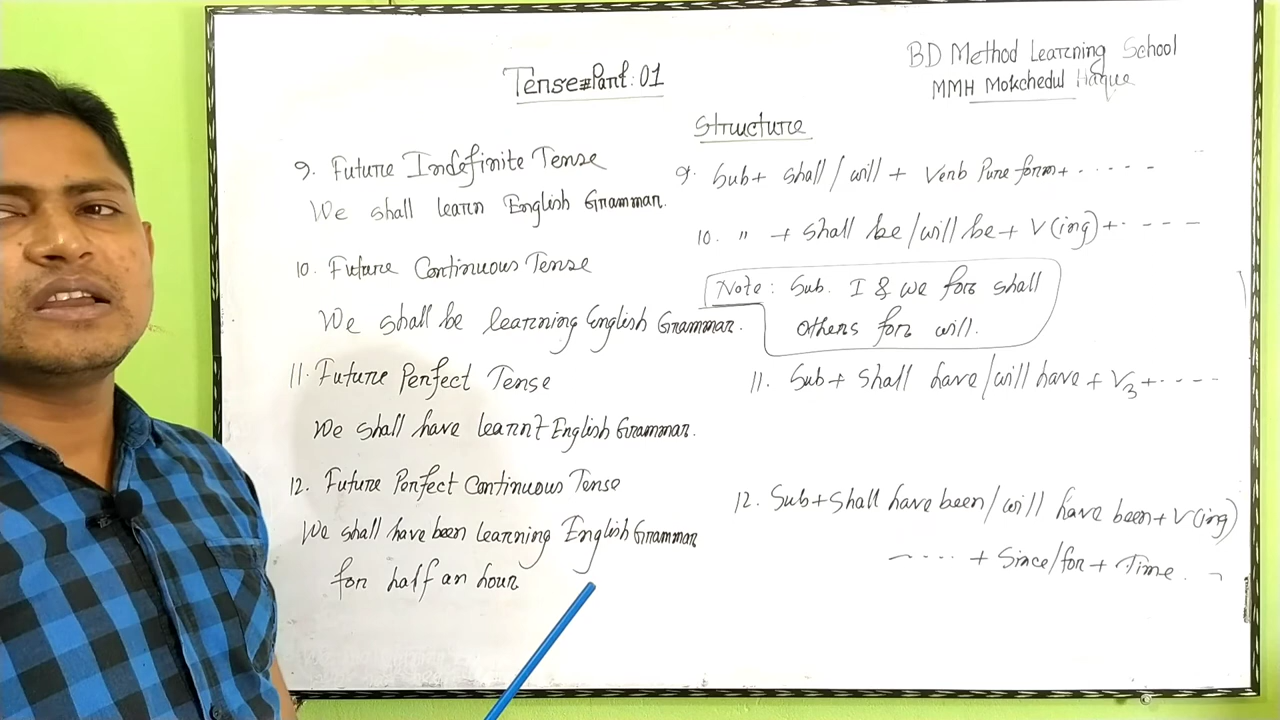 Tense#Part:01
BD Method Learning School
MMH Mokchedul Haque
Structure
9. Future Indefinite Tense
We shall learn English Grammar.
10. Future Continuous Tense
We shall be learning English Grammar.
11. Future Perfect Tense
We shall have learnt English Grammar.
12. Future Perfect Continuous Tense
We shall have been learning English Grammar
for half an hour
9. Sub+ shall/will + Verb Pure form+ .....
10. " + shall be/will be + V(ing)+ ....
Note: Sub. I & we for shall
others for will.
11. Sub+ shall have/will have + V3 +....
12. Sub+shall have been/will have been+V(ing)
..... + Since/for + Time.